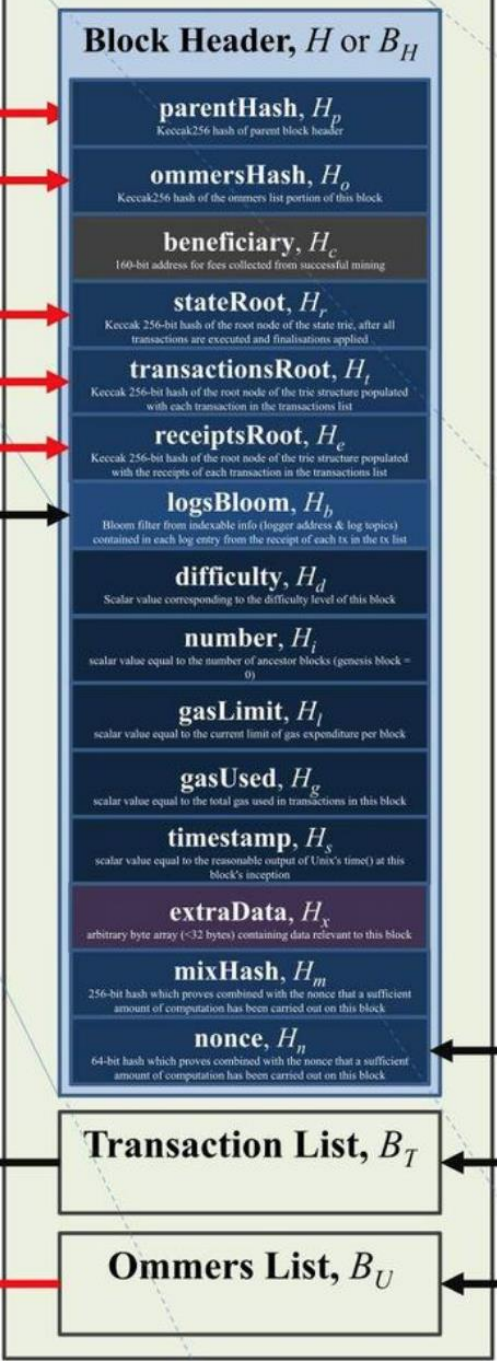 Block Header, H or B_H
parentHash, H_p
Keccak256 hash of parent block header
ommersHash, H_o
Keccak256 hash of the ommers list portion of this block
beneficiary, H_c
160-bit address for fees collected from successful mining
stateRoot, H_r
Keccak 256-bit hash of the root node of the state trie, after all
transactions are executed and finalisations applied
transactionsRoot, H_t
Keccak 256-bit hash of the root node of the trie structure populated
with each transaction in the transactions list
receiptsRoot, H_e
Keccak 256-bit hash of the root node of the trie structure populated
with the receipts of each transaction in the transactions list
logsBloom, H_b
Bloom filter from indexable info (logger address & log topics)
contained in each log entry from the receipt of each tx in the tx list
difficulty, H_d
Scalar value corresponding to the difficulty level of this block
number, H_i
scalar value equal to the number of ancestor blocks (genesis block =
0)
gasLimit, H_l
scalar value equal to the current limit of gas expenditure per block
gasUsed, H_g
scalar value equal to the total gas used in transactions in this block
timestamp, H_s
scalar value equal to the reasonable output of Unix's time() at this
block's inception
extraData, H_x
arbitrary byte array (<32 bytes) containing data relevant to this block
mixHash, H_m
256-bit hash which proves combined with the nonce that a sufficient
amount of computation has been carried out on this block
nonce, H_n
64-bit hash which proves combined with the nonce that a sufficient
amount of computation has been carried out on this block
Transaction List, B_T
Ommers List, B_U